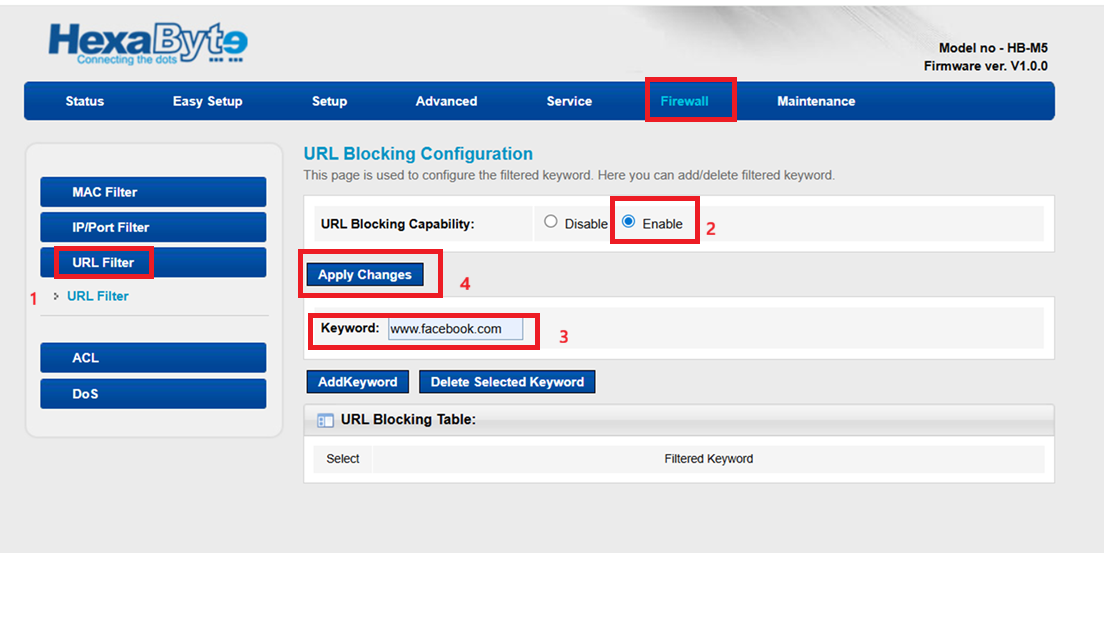 HexaByte
Connecting the dots
Model no - HB-M5
Firmware ver. V1.0.0
Status Easy Setup Setup Advanced Service Firewall Maintenance
MAC Filter
IP/Port Filter
URL Filter
1 URL Filter
ACL
DoS
URL Blocking Configuration
This page is used to configure the filtered keyword. Here you can add/delete filtered keyword.
URL Blocking Capability: Disable Enable 2
Apply Changes 4
Keyword: www.facebook.com 3
AddKeyword Delete Selected Keyword
URL Blocking Table:
Select Filtered Keyword